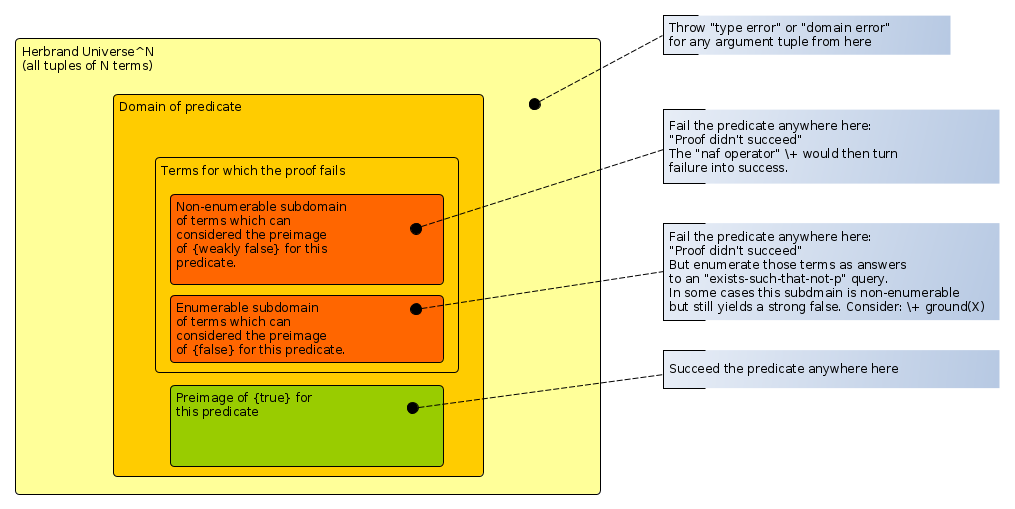 Herbrand Universe^N
(all tuples of N terms)
Domain of predicate
Terms for which the proof fails
Non-enumerable subdomain
of terms which can
considered the preimage
of {weakly false} for this
predicate.
Enumerable subdomain
of terms which can
considered the preimage
of {false} for this predicate.
Preimage of {true} for
this predicate
Throw "type error" or "domain error"
for any argument tuple from here
Fail the predicate anywhere here:
"Proof didn't succeed"
The "naf operator" \+ would then turn
failure into success.
Fail the predicate anywhere here:
"Proof didn't succeed"
But enumerate those terms as answers
to an "exists-such-that-not-p" query.
In some cases this subdmain is non-enumerable
but still yields a strong false. Consider: \+ ground(X)
Succeed the predicate anywhere here